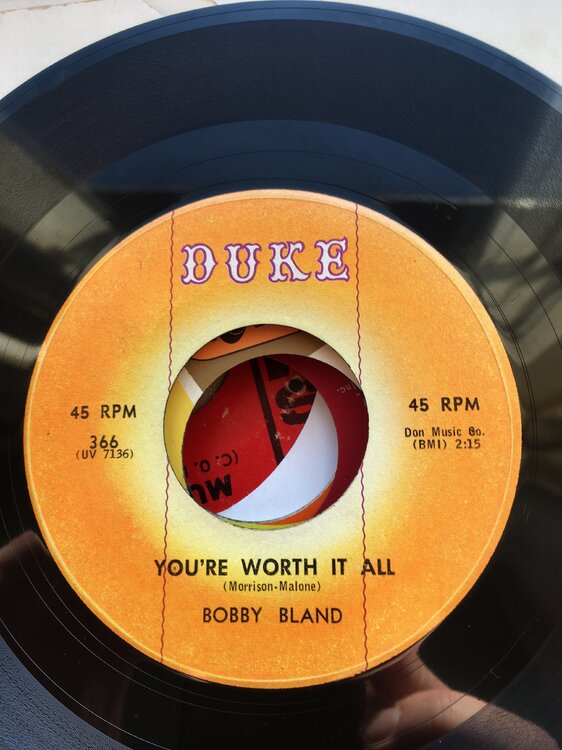 DUKE
45 RPM
366
(UV 7136)
45 RPM
Don Music Co.
(BMI) 2:15
YOU'RE WORTH IT ALL
(Morrison-Malone)
BOBBY BLAND
Inc.
(C. O.